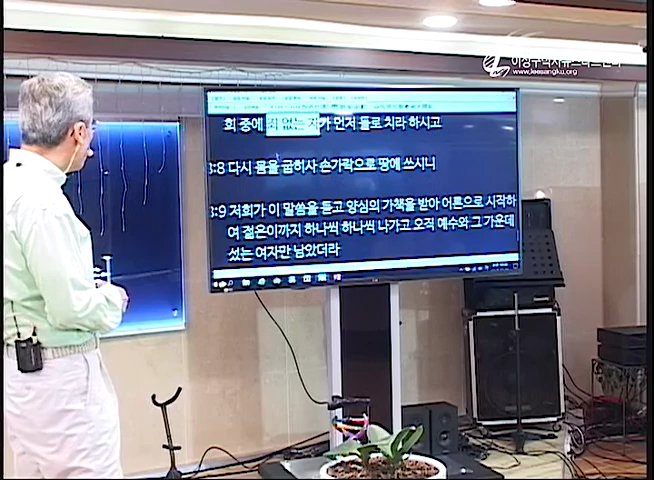 www.leesangku.org
희 중에 죄 없는 자가 먼저 돌로 치라 하시고
8:8 다시 몸을 굽히사 손가락으로 땅에 쓰시니
8:9 저희가 이 말씀을 듣고 양심의 가책을 받아 어른으로 시작하
여 젊은이까지 하나씩 하나씩 나가고 오직 예수와 그 가운데
섰는 여자만 남았더라